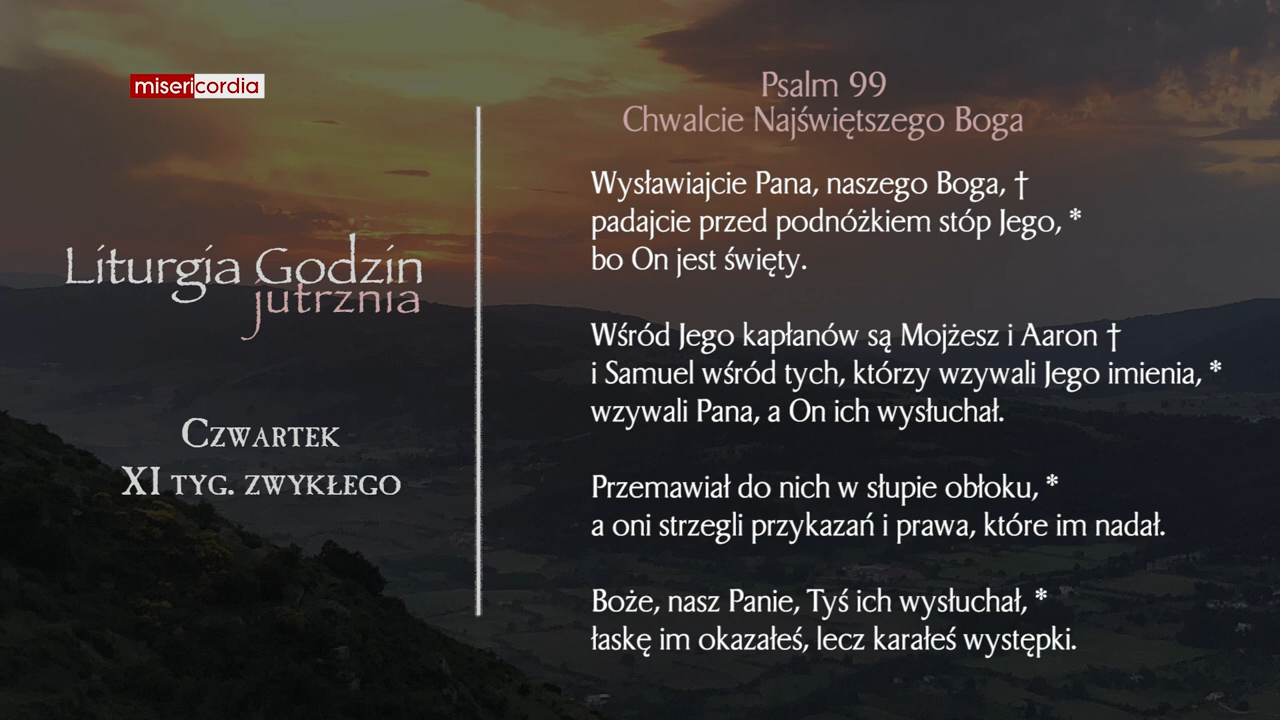 misericordia
Liturgia Godzin
jutrznia
Czwartek
XI tyg. zwykłego
Psalm 99
Chwalcie Najświętszego Boga
Wysławiajcie Pana, naszego Boga, †
padajcie przed podnóżkiem stóp Jego, *
bo On jest święty.
Wśród Jego kapłanów są Mojżesz i Aaron †
i Samuel wśród tych, którzy wzywali Jego imienia, *
wzywali Pana, a On ich wysłuchał.
Przemawiał do nich w słupie obłoku, *
a oni strzegli przykazań i prawa, które im nadał.
Boże, nasz Panie, Tyś ich wysłuchał, *
łaskę im okazałeś, lecz karałeś występki.